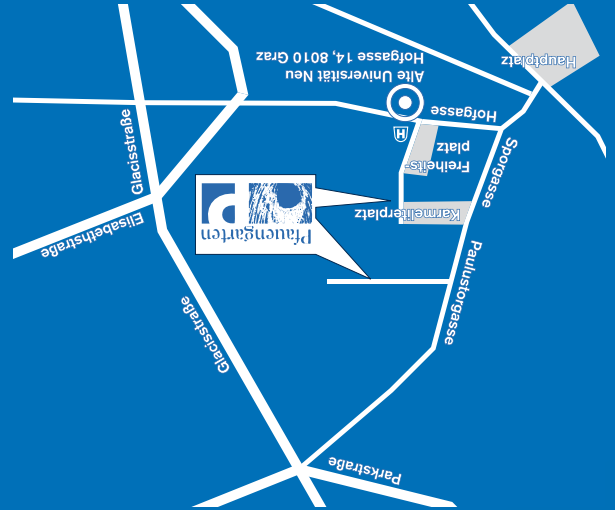 Parkstraße
Glacisstraße
Paulustorgasse
Pfauengarten
P
Elisabethstraße
Karmeliterplatz
Freiheits-
platz
Sporgasse
Glacisstraße
H
Hofgasse
Alte Universität Neu
Hofgasse 14, 8010 Graz
Hauptplatz